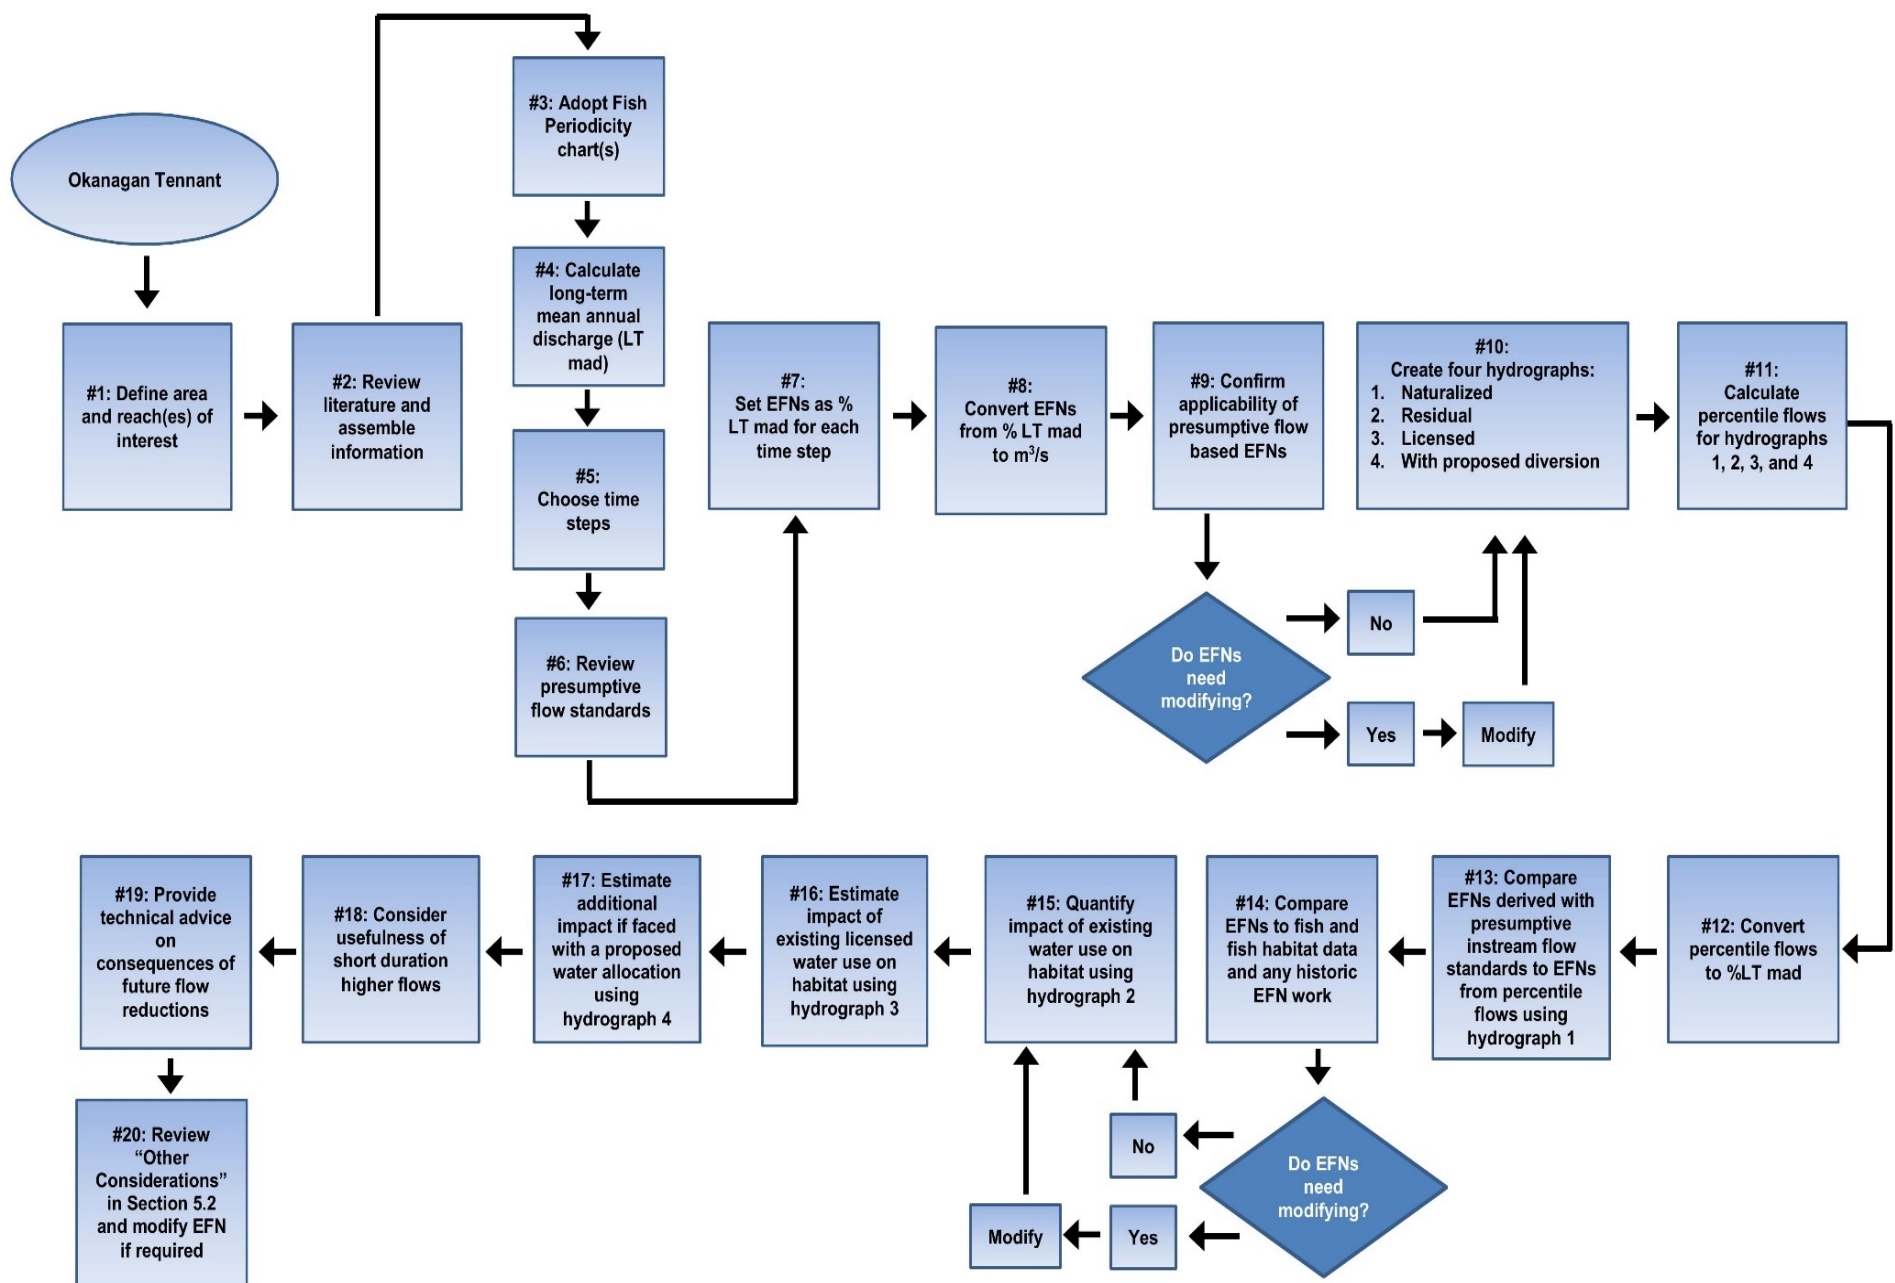 Okanagan Tennant
#1: Define area
and reach(es) of
interest
#2: Review
literature and
assemble
information
#3: Adopt Fish
Periodicity
chart(s)
#4: Calculate
long-term
mean annual
discharge (LT
mad)
#5:
Choose time
steps
#6: Review
presumptive
flow standards
#7:
Set EFNs as %
LT mad for each
time step
#8:
Convert EFNs
from % LT mad
to m³/s
#9: Confirm
applicability of
presumptive flow
based EFNs
Do EFNs
need
modifying?
No
Yes
Modify
#10:
Create four hydrographs:
1. Naturalized
2. Residual
3. Licensed
4. With proposed diversion
#11:
Calculate
percentile flows
for hydrographs
1, 2, 3, and 4
#12: Convert
percentile flows
to %LT mad
#13: Compare
EFNs derived with
presumptive
instream flow
standards to EFNs
from percentile
flows using
hydrograph 1
#14: Compare
EFNs to fish and
fish habitat data
and any historic
EFN work
Do EFNs
need
modifying?
No
Yes
Modify
#15: Quantify
impact of existing
water use on
habitat using
hydrograph 2
#16: Estimate
impact of
existing licensed
water use on
habitat using
hydrograph 3
#17: Estimate
additional
impact if faced
with a proposed
water allocation
using
hydrograph 4
#18: Consider
usefulness of
short duration
higher flows
#19: Provide
technical advice
on
consequences of
future flow
reductions
#20: Review
“Other
Considerations”
in Section 5.2
and modify EFN
if required